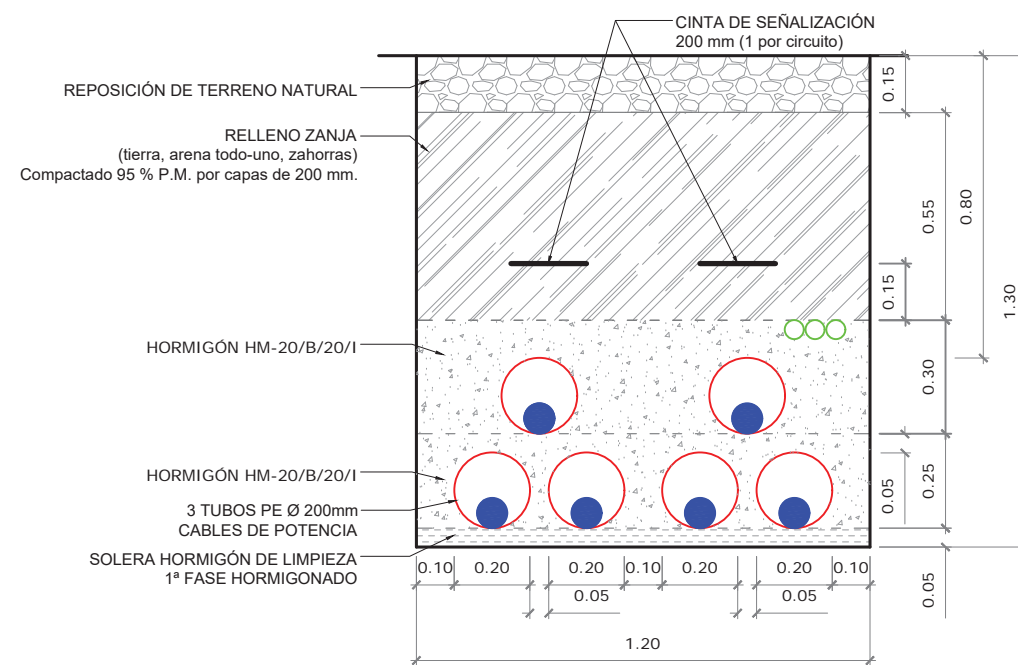 CINTA DE SEÑALIZACIÓN
200 mm (1 por circuito)
REPOSICIÓN DE TERRENO NATURAL
RELLENO ZANJA
(tierra, arena todo-uno, zahorras)
Compactado 95 % P.M. por capas de 200 mm.
0.15
0.55
0.80
0.15
1.30
HORMIGÓN HM-20/B/20/I
0.30
HORMIGÓN HM-20/B/20/I
3 TUBOS PE Ø 200mm
CABLES DE POTENCIA
0.05
0.25
SOLERA HORMIGÓN DE LIMPIEZA
1ª FASE HORMIGONADO
0.05
0.10 0.20 0.20 0.10 0.20 0.20 0.10
0.05 0.05
1.20